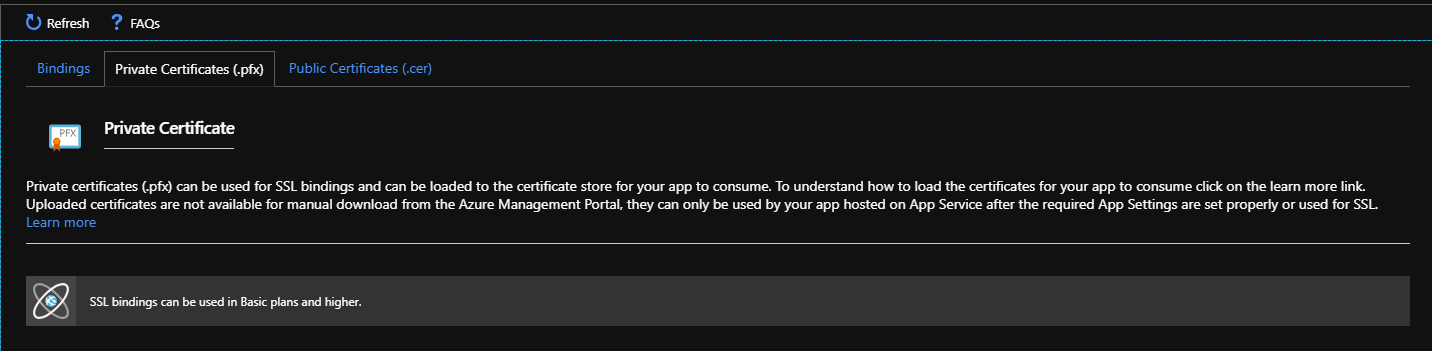 Refresh ? FAQs
Bindings Private Certificates (.pfx) Public Certificates (.cer)
PFX Private Certificate
Private certificates (.pfx) can be used for SSL bindings and can be loaded to the certificate store for your app to consume. To understand how to load the certificates for your app to consume click on the learn more link.
Uploaded certificates are not available for manual download from the Azure Management Portal, they can only be used by your app hosted on App Service after the required App Settings are set properly or used for SSL.
Learn more
SSL bindings can be used in Basic plans and higher.